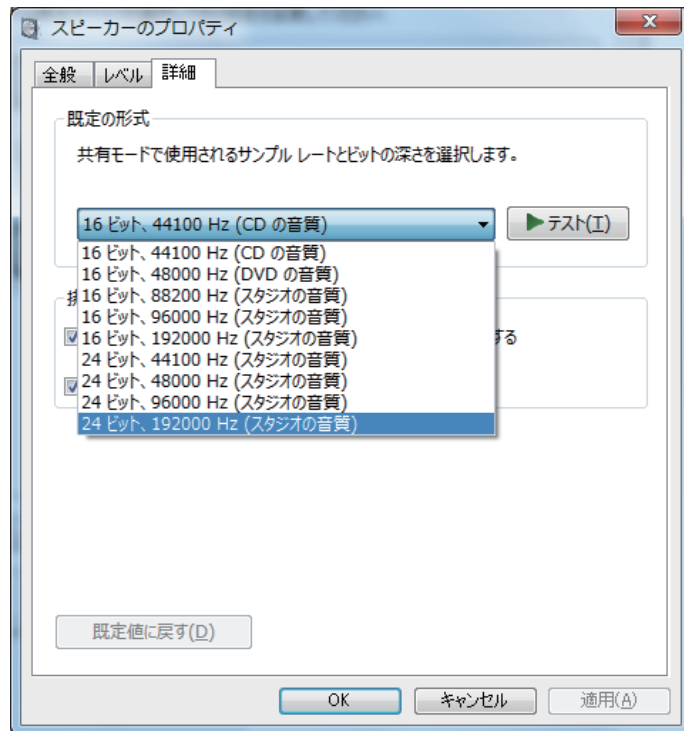 スピーカーのプロパティ
全般 レベル 詳細
既定の形式
共有モードで使用されるサンプル レートとビットの深さを選択します。
16 ビット、44100 Hz (CD の音質) テスト(T)
16 ビット、44100 Hz (CD の音質)
16 ビット、48000 Hz (DVD の音質)
16 ビット、88200 Hz (スタジオの音質)
16 ビット、96000 Hz (スタジオの音質)
16 ビット、192000 Hz (スタジオの音質) する
24 ビット、44100 Hz (スタジオの音質)
24 ビット、48000 Hz (スタジオの音質)
24 ビット、96000 Hz (スタジオの音質)
24 ビット、192000 Hz (スタジオの音質)
既定値に戻す(D)
OK キャンセル 適用(A)